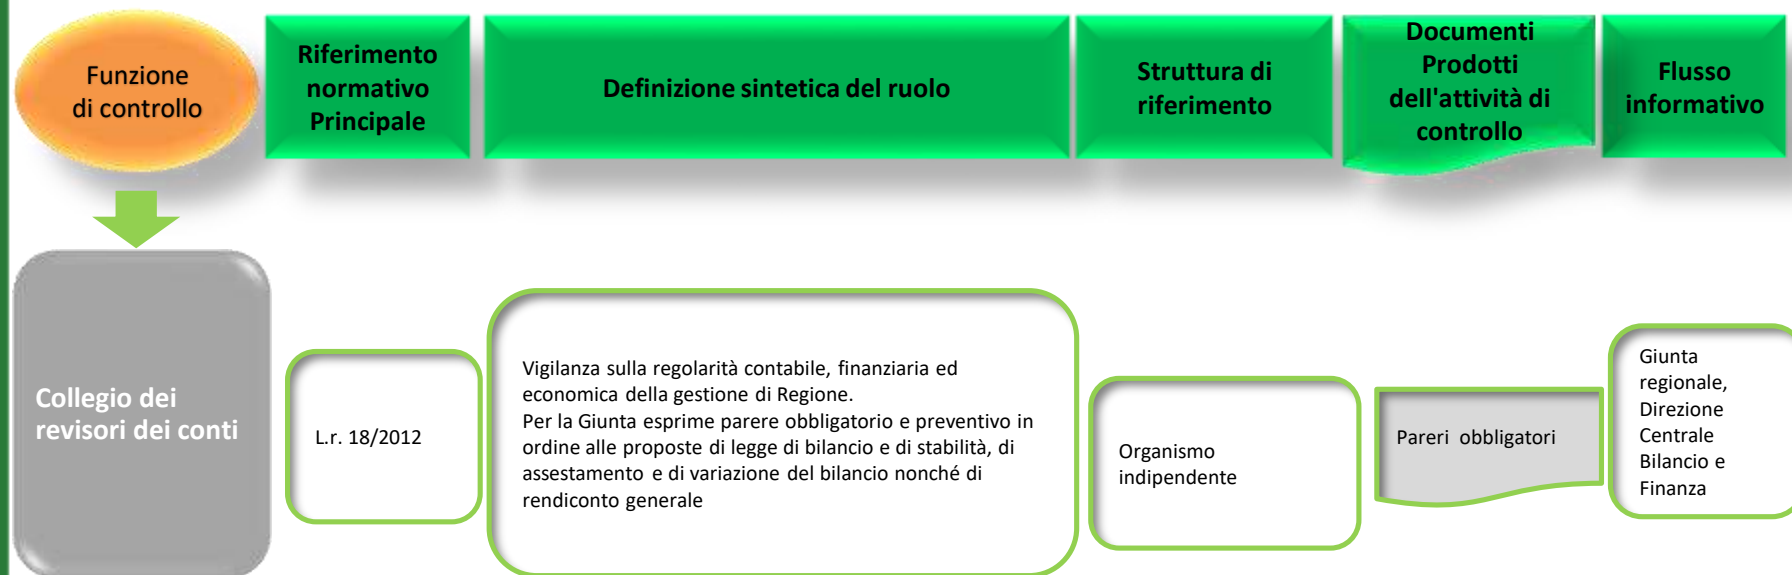 Funzione
di controllo
Riferimento
normativo
Principale
Definizione sintetica del ruolo
Struttura di
riferimento
Documenti
Prodotti
dell'attività di
controllo
Flusso
informativo
Collegio dei
revisori dei conti
L.r. 18/2012
Vigilanza sulla regolarità contabile, finanziaria ed
economica della gestione di Regione.
Per la Giunta esprime parere obbligatorio e preventivo in
ordine alle proposte di legge di bilancio e di stabilità, di
assestamento e di variazione del bilancio nonché di
rendiconto generale
Organismo
indipendente
Pareri obbligatori
Giunta
regionale,
Direzione
Centrale
Bilancio e
Finanza